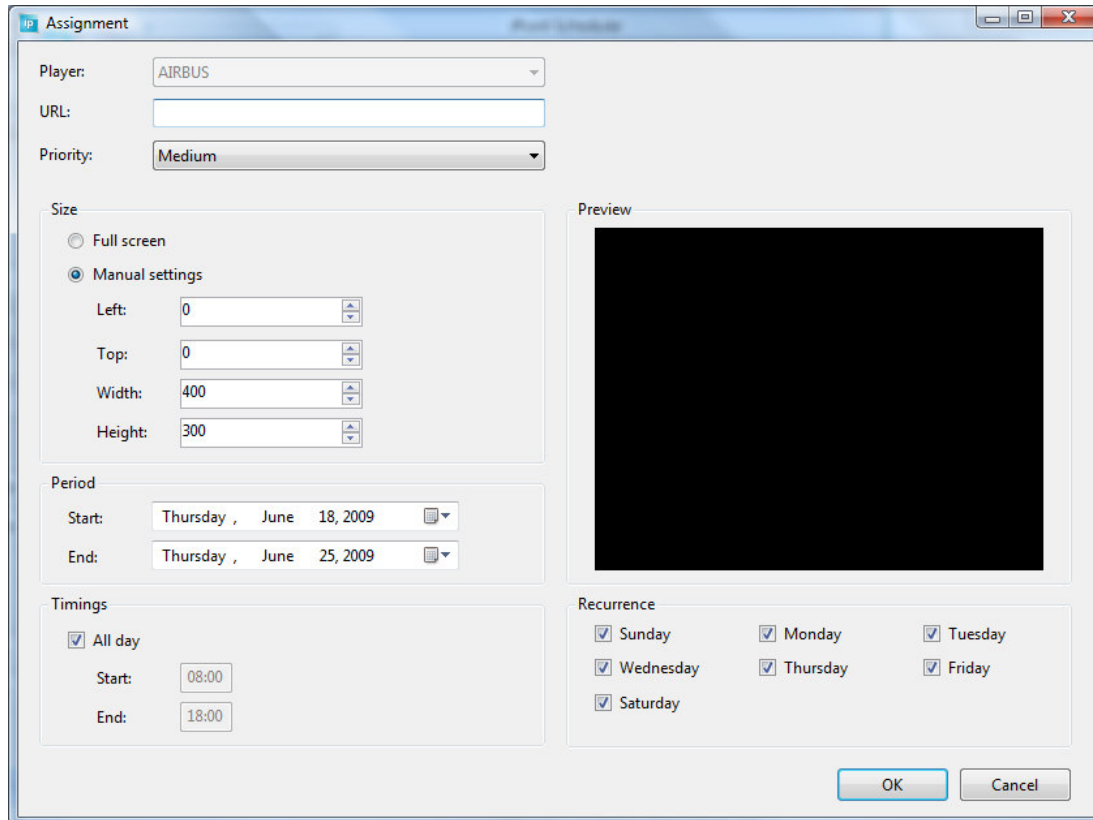 ip Assignment
Player: AIRBUS
URL:
Priority: Medium
Size
Full screen
Manual settings
Left: 0
Top: 0
Width: 400
Height: 300
Preview
Period
Start: Thursday , June 18, 2009
End: Thursday , June 25, 2009
Timings
All day
Start: 08:00
End: 18:00
Recurrence
Sunday Monday Tuesday
Wednesday Thursday Friday
Saturday
OK Cancel